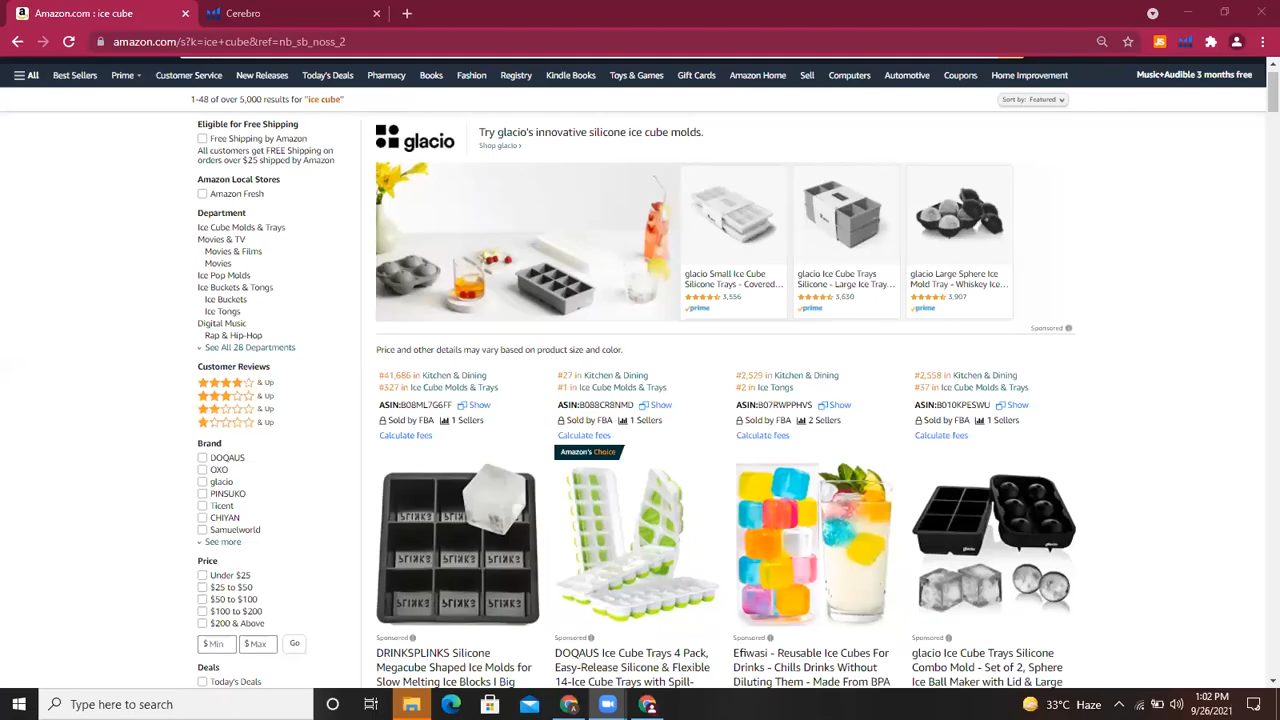 Amazon.com : ice cube
Cerebro
amazon.com/s?k=ice+cube&ref=nb_sb_noss_2
All Best Sellers Prime Customer Service New Releases Today's Deals Pharmacy Books Fashion Registry Kindle Books Toys & Games Gift Cards Amazon Home Sell Computers Automotive Coupons Home Improvement Music+Audible 3 months free
1-48 of over 5,000 results for "ice cube"
Sort by: Featured
Eligible for Free Shipping
Free Shipping by Amazon
All customers get FREE Shipping on
orders over $25 shipped by Amazon
Amazon Local Stores
Amazon Fresh
Department
Ice Cube Molds & Trays
Movies & TV
Movies & Films
Movies
Ice Pop Molds
Ice Buckets & Tongs
Ice Buckets
Ice Tongs
Digital Music
Rap & Hip-Hop
See All 28 Departments
Customer Reviews
& Up
& Up
& Up
& Up
Brand
DOQAUS
OXO
glacio
PINSUKO
Ticent
CHIYAN
Samuelworld
See more
Price
Under $25
$25 to $50
$50 to $100
$100 to $200
$200 & Above
$ Min $ Max Go
Deals
Today's Deals
glacio
Try glacio's innovative silicone ice cube molds.
Shop glacio ›
glacio Small Ice Cube
Silicone Trays - Covered...
3,556
prime
glacio Ice Cube Trays
Silicone - Large Ice Tray...
3,630
prime
glacio Large Sphere Ice
Mold Tray - Whiskey Ice...
3,907
prime
Sponsored
Price and other details may vary based on product size and color.
#41,686 in Kitchen & Dining
#327 in Ice Cube Molds & Trays
ASIN:B08ML7G6FF Show
Sold by FBA 1 Sellers
Calculate fees
Sponsored
DRINKSPLINKS Silicone
Megacube Shaped Ice Molds for
Slow Melting Ice Blocks I Big
#27 in Kitchen & Dining
#1 in Ice Cube Molds & Trays
ASIN:B088CR8NMD Show
Sold by FBA 1 Sellers
Calculate fees
Amazon's Choice
Sponsored
DOQAUS Ice Cube Trays 4 Pack,
Easy-Release Silicone & Flexible
14-Ice Cube Trays with Spill-
#2,529 in Kitchen & Dining
#2 in Ice Tongs
ASIN:B07RWPPHVS Show
Sold by FBA 2 Sellers
Calculate fees
Sponsored
Efiwasi - Reusable Ice Cubes For
Drinks - Chills Drinks Without
Diluting Them - Made From BPA
#2,558 in Kitchen & Dining
#37 in Ice Cube Molds & Trays
ASIN:B010KPESWU Show
Sold by FBA 1 Sellers
Calculate fees
glacio
Sponsored
glacio Ice Cube Trays Silicone
Combo Mold - Set of 2, Sphere
Ice Ball Maker with Lid & Large
Type here to search
33°C Haze
1:02 PM
9/26/2021